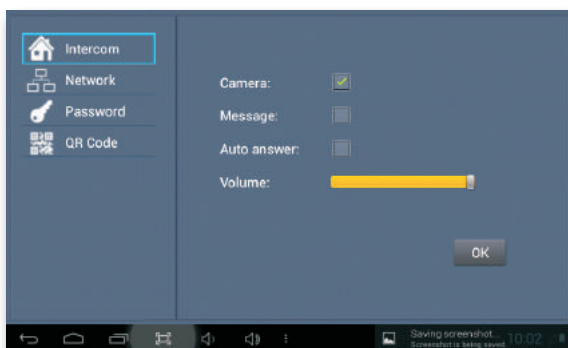 Intercom
Network
Password
QR Code
Camera:
Message:
Auto answer:
Volume:
OK
Saving screenshot...
Screenshot is being saved.
10:02